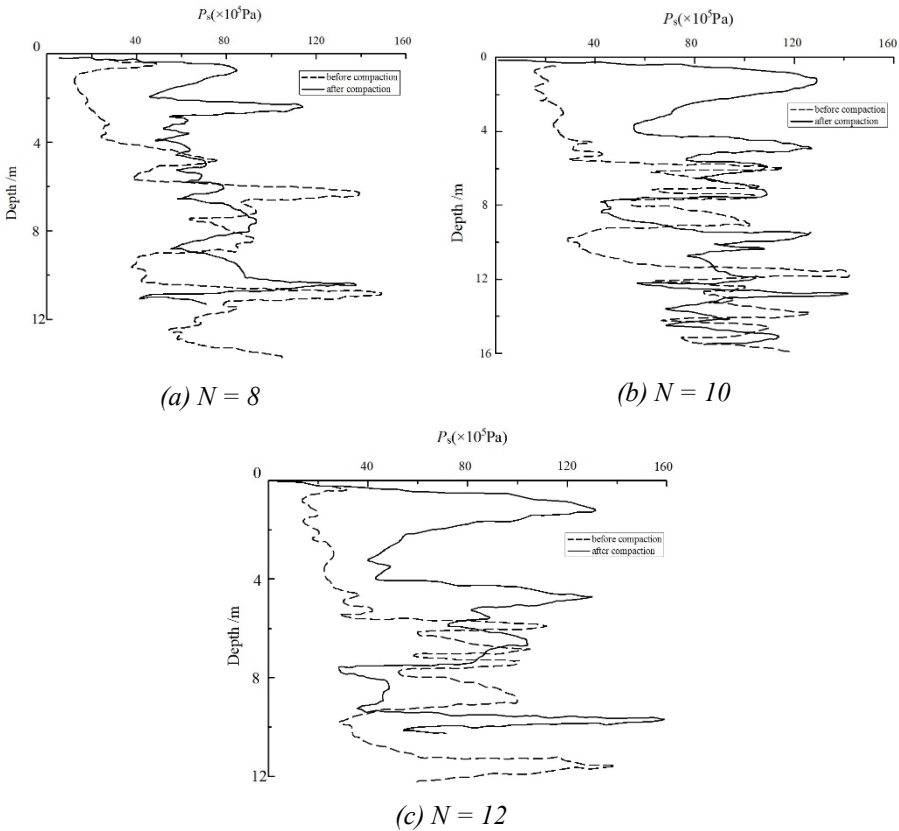 Pₛ(×10⁵Pa)
0 40 80 120 160
before compaction
after compaction
Depth /m
4
8
12
(a) N = 8
Pₛ(×10⁵Pa)
0 40 80 120 160
before compaction
after compaction
Depth /m
4
8
12
16
(b) N = 10
Pₛ(×10⁵Pa)
0 40 80 120 160
before compaction
after compaction
Depth /m
4
8
12
(c) N = 12